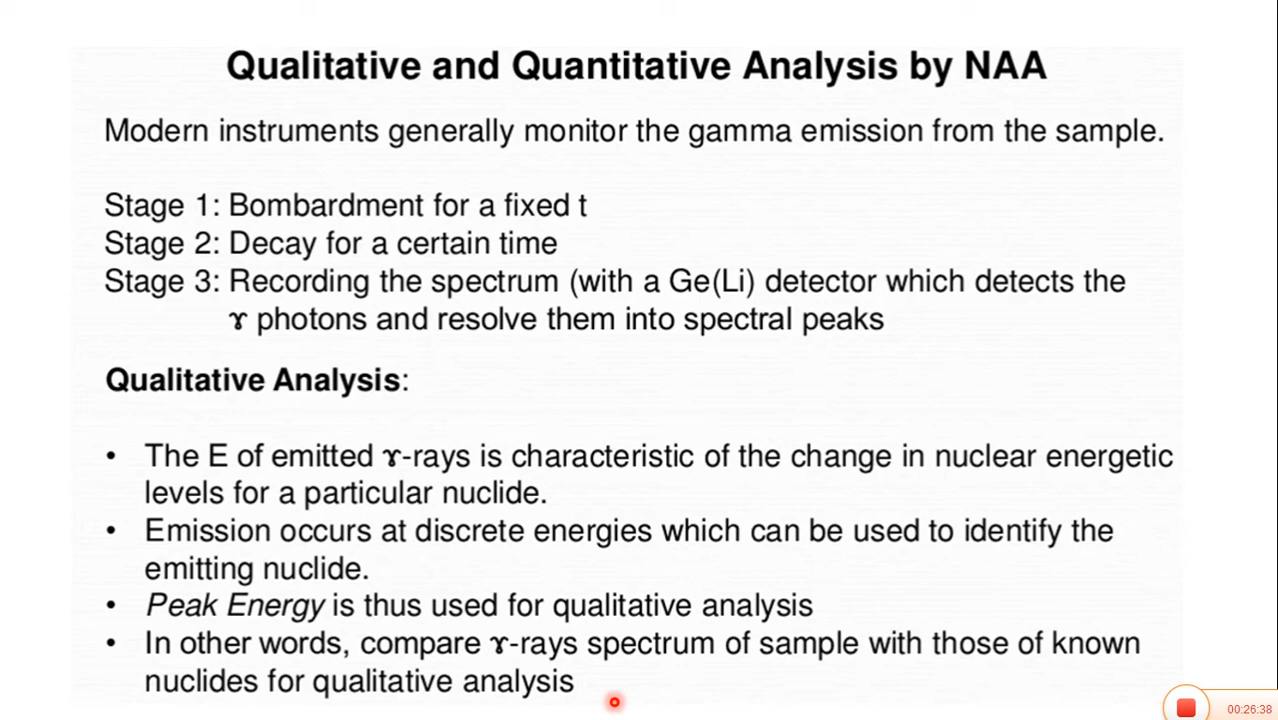 Qualitative and Quantitative Analysis by NAA
Modern instruments generally monitor the gamma emission from the sample.
Stage 1: Bombardment for a fixed t
Stage 2: Decay for a certain time
Stage 3: Recording the spectrum (with a Ge(Li) detector which detects the
ɤ photons and resolve them into spectral peaks
Qualitative Analysis:
• The E of emitted ɤ-rays is characteristic of the change in nuclear energetic
levels for a particular nuclide.
• Emission occurs at discrete energies which can be used to identify the
emitting nuclide.
• Peak Energy is thus used for qualitative analysis
• In other words, compare ɤ-rays spectrum of sample with those of known
nuclides for qualitative analysis
00:26:38